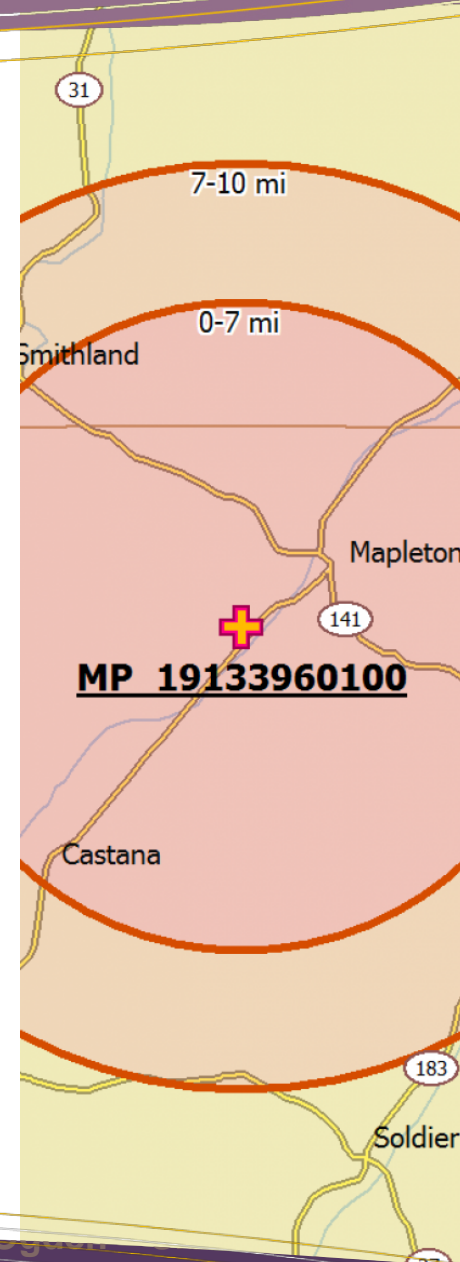 31
7-10 mi
0-7 mi
Smithland
Mapleton
141
MP 19133960100
Castana
183
Soldier